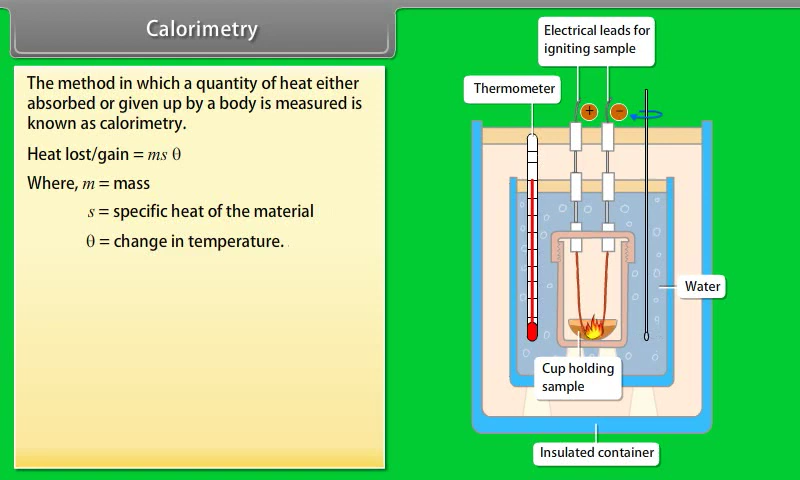 Calorimetry
The method in which a quantity of heat either
absorbed or given up by a body is measured is
known as calorimetry.
Heat lost/gain = ms θ
Where, m = mass
s = specific heat of the material
θ = change in temperature.
Electrical leads for
igniting sample
Thermometer
+
−
Water
Cup holding
sample
Insulated container